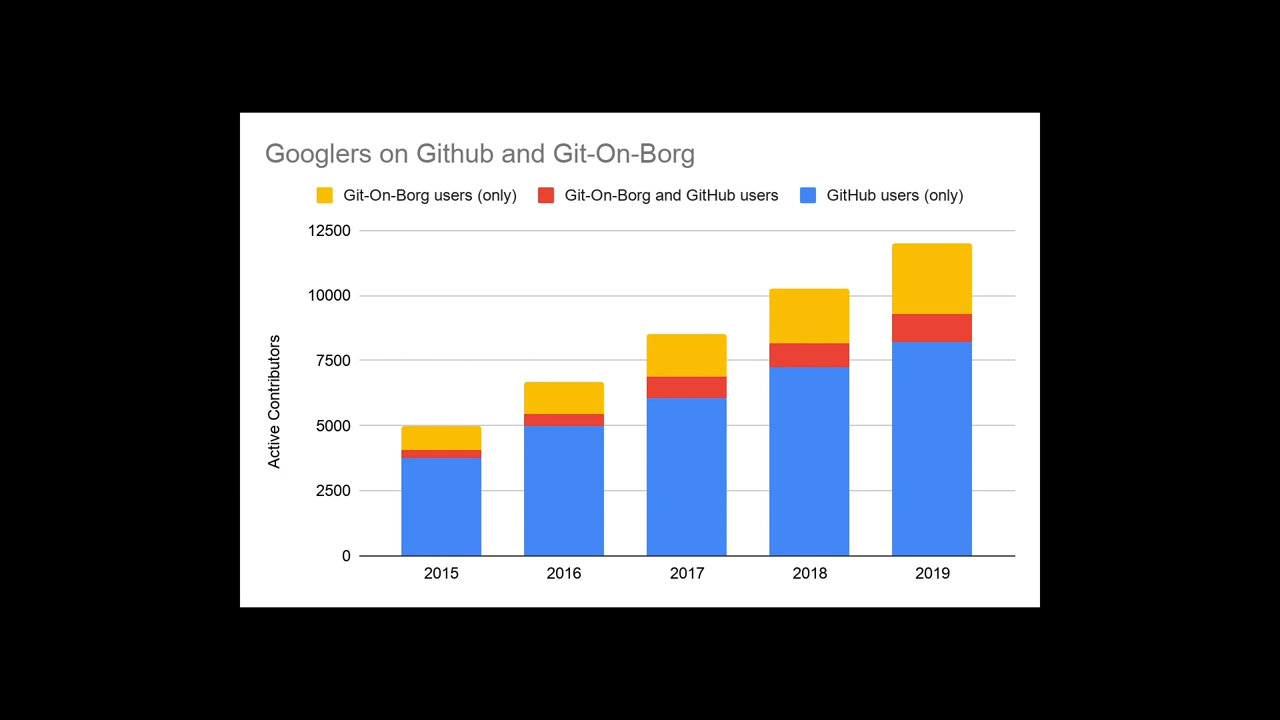 Googlers on Github and Git-On-Borg
Git-On-Borg users (only) Git-On-Borg and GitHub users GitHub users (only)
12500
10000
7500
5000
2500
0
Active Contributors
2015 2016 2017 2018 2019